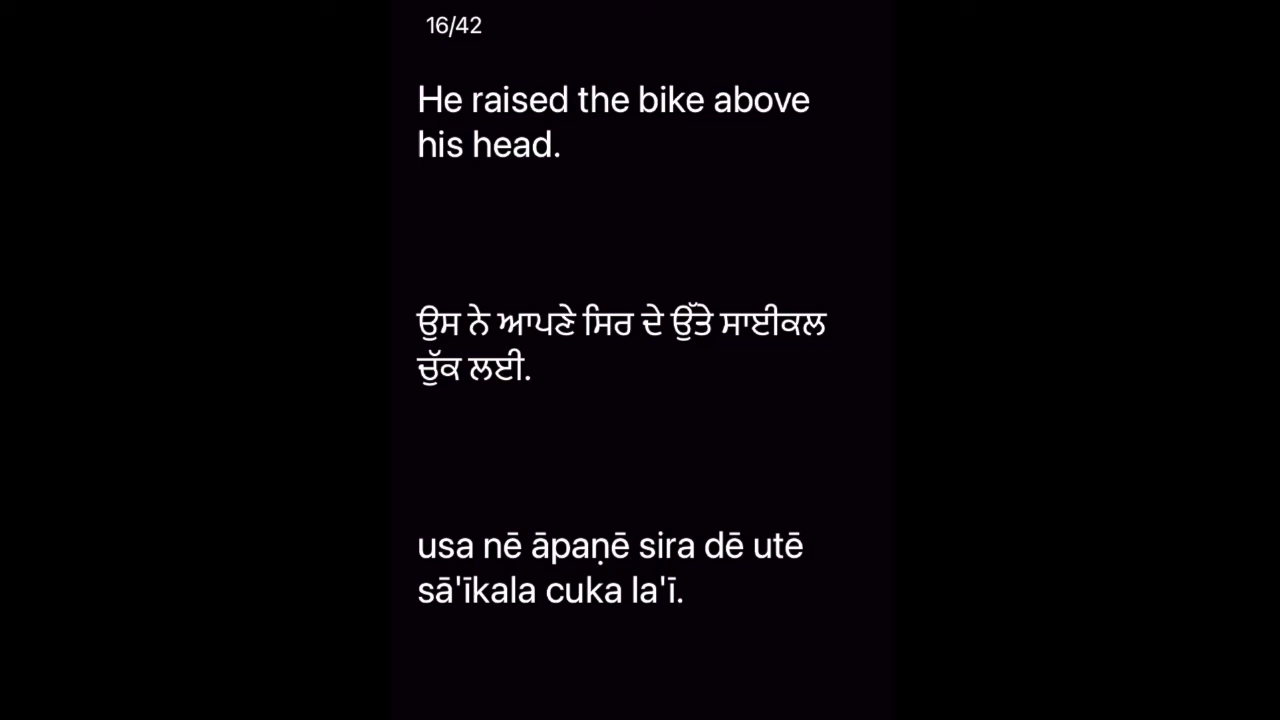 16/42
He raised the bike above
his head.
ਉਸ ਨੇ ਆਪਣੇ ਸਿਰ ਦੇ ਉੱਤੇ ਸਾਈਕਲ
ਚੁੱਕ ਲਈ.
usa nē āpaṇē sira dē utē
sā'īkala cuka la'ī.